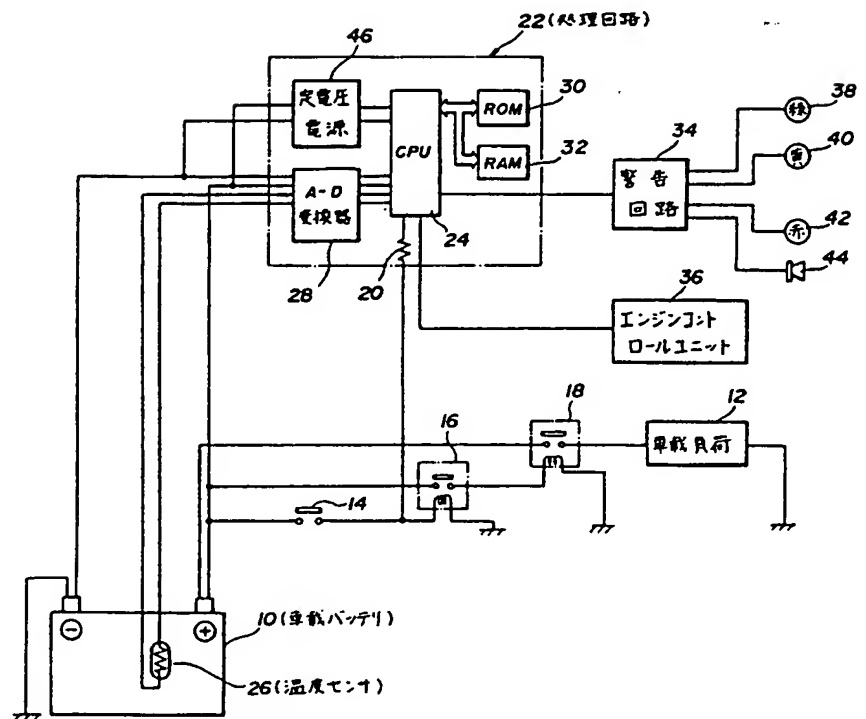 22(処理回路)
46
定電圧
電源
CPU
ROM
30
RAM
32
A-D
変換器
28
20
24
34
警告
回路
38
緑
40
黄
42
赤
44
36
エンジンコント
ロールユニット
18
12
車載負荷
16
14
10(車載バッテリ)
26(温度センサ)